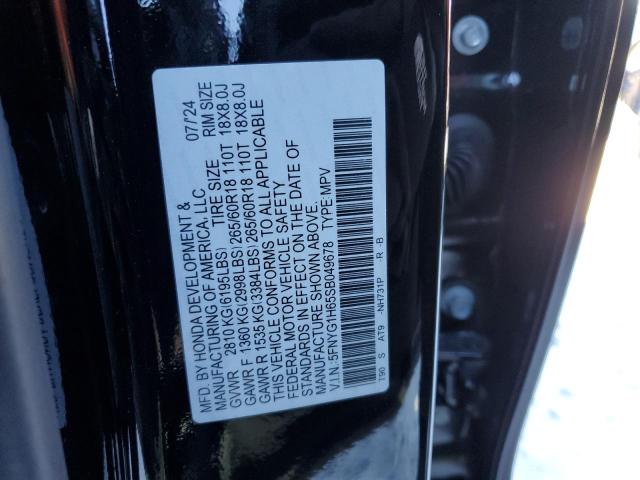 MFD. BY HONDA DEVELOPMENT & 07/'24
MANUFACTURING OF AMERICA, LLC
GVWR 2810 KG(6195LBS) TIRE SIZE RIM SIZE
GAWR F 1360 KG(2998LBS) 265/60R18 110T 18X8.0J
GAWR R 1535 KG(3384LBS) 265/60R18 110T 18X8.0J
THIS VEHICLE CONFORMS TO ALL APPLICABLE
FEDERAL MOTOR VEHICLE SAFETY
STANDARDS IN EFFECT ON THE DATE OF
MANUFACTURE SHOWN ABOVE.
V.I.N.:5FNYG1H65SB049678 TYPE:MPV
T90 S AT9 -NH731P -R -B